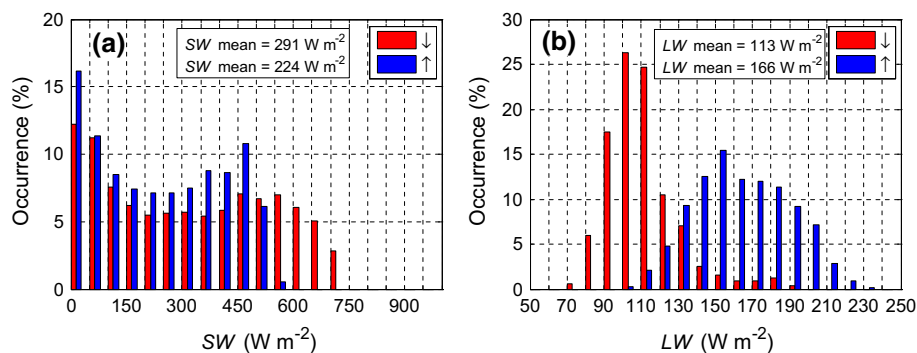 (a)
SW mean = 291 W m-2
SW mean = 224 W m-2
↓
↑
20
15
10
5
0
Occurrence (%)
0 150 300 450 600 750 900
SW (W m-2)
(b)
LW mean = 113 W m-2
LW mean = 166 W m-2
↓
↑
30
25
20
15
10
5
0
Occurrence (%)
50 70 90 110 130 150 170 190 210 230 250
LW (W m-2)